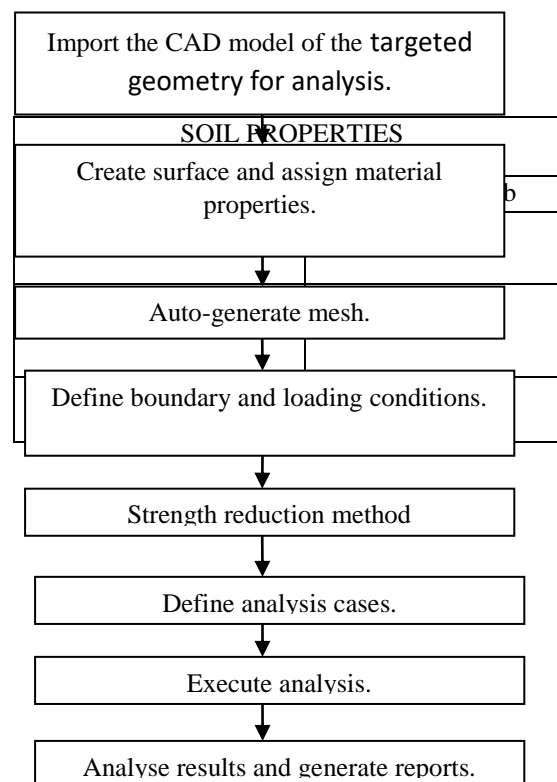 Import the CAD model of the targeted
geometry for analysis.
SOIL PROPERTIES
Create surface and assign material
properties.
b
Auto-generate mesh.
Define boundary and loading conditions.
Strength reduction method
Define analysis cases.
Execute analysis.
Analyse results and generate reports.